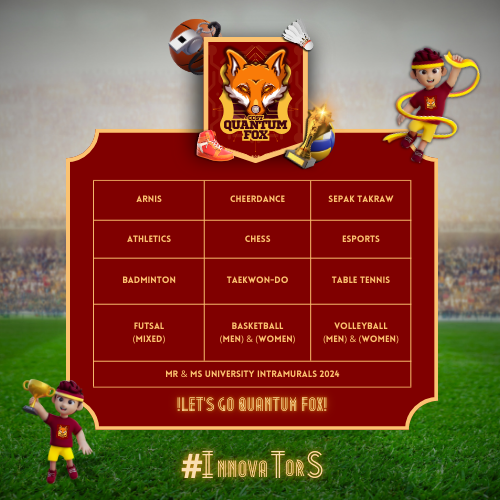 CCST
QUANTUM
FOX
ARNIS
CHEERDANCE
SEPAK TAKRAW
ATHLETICS
CHESS
ESPORTS
BADMINTON
TAEKWON-DO
TABLE TENNIS
FUTSAL
(MIXED)
BASKETBALL
(MEN) & (WOMEN)
VOLLEYBALL
(MEN) & (WOMEN)
MR & MS UNIVERSITY INTRAMURALS 2024
!LET'S GO QUANTUM FOX!
#INNOVATORS